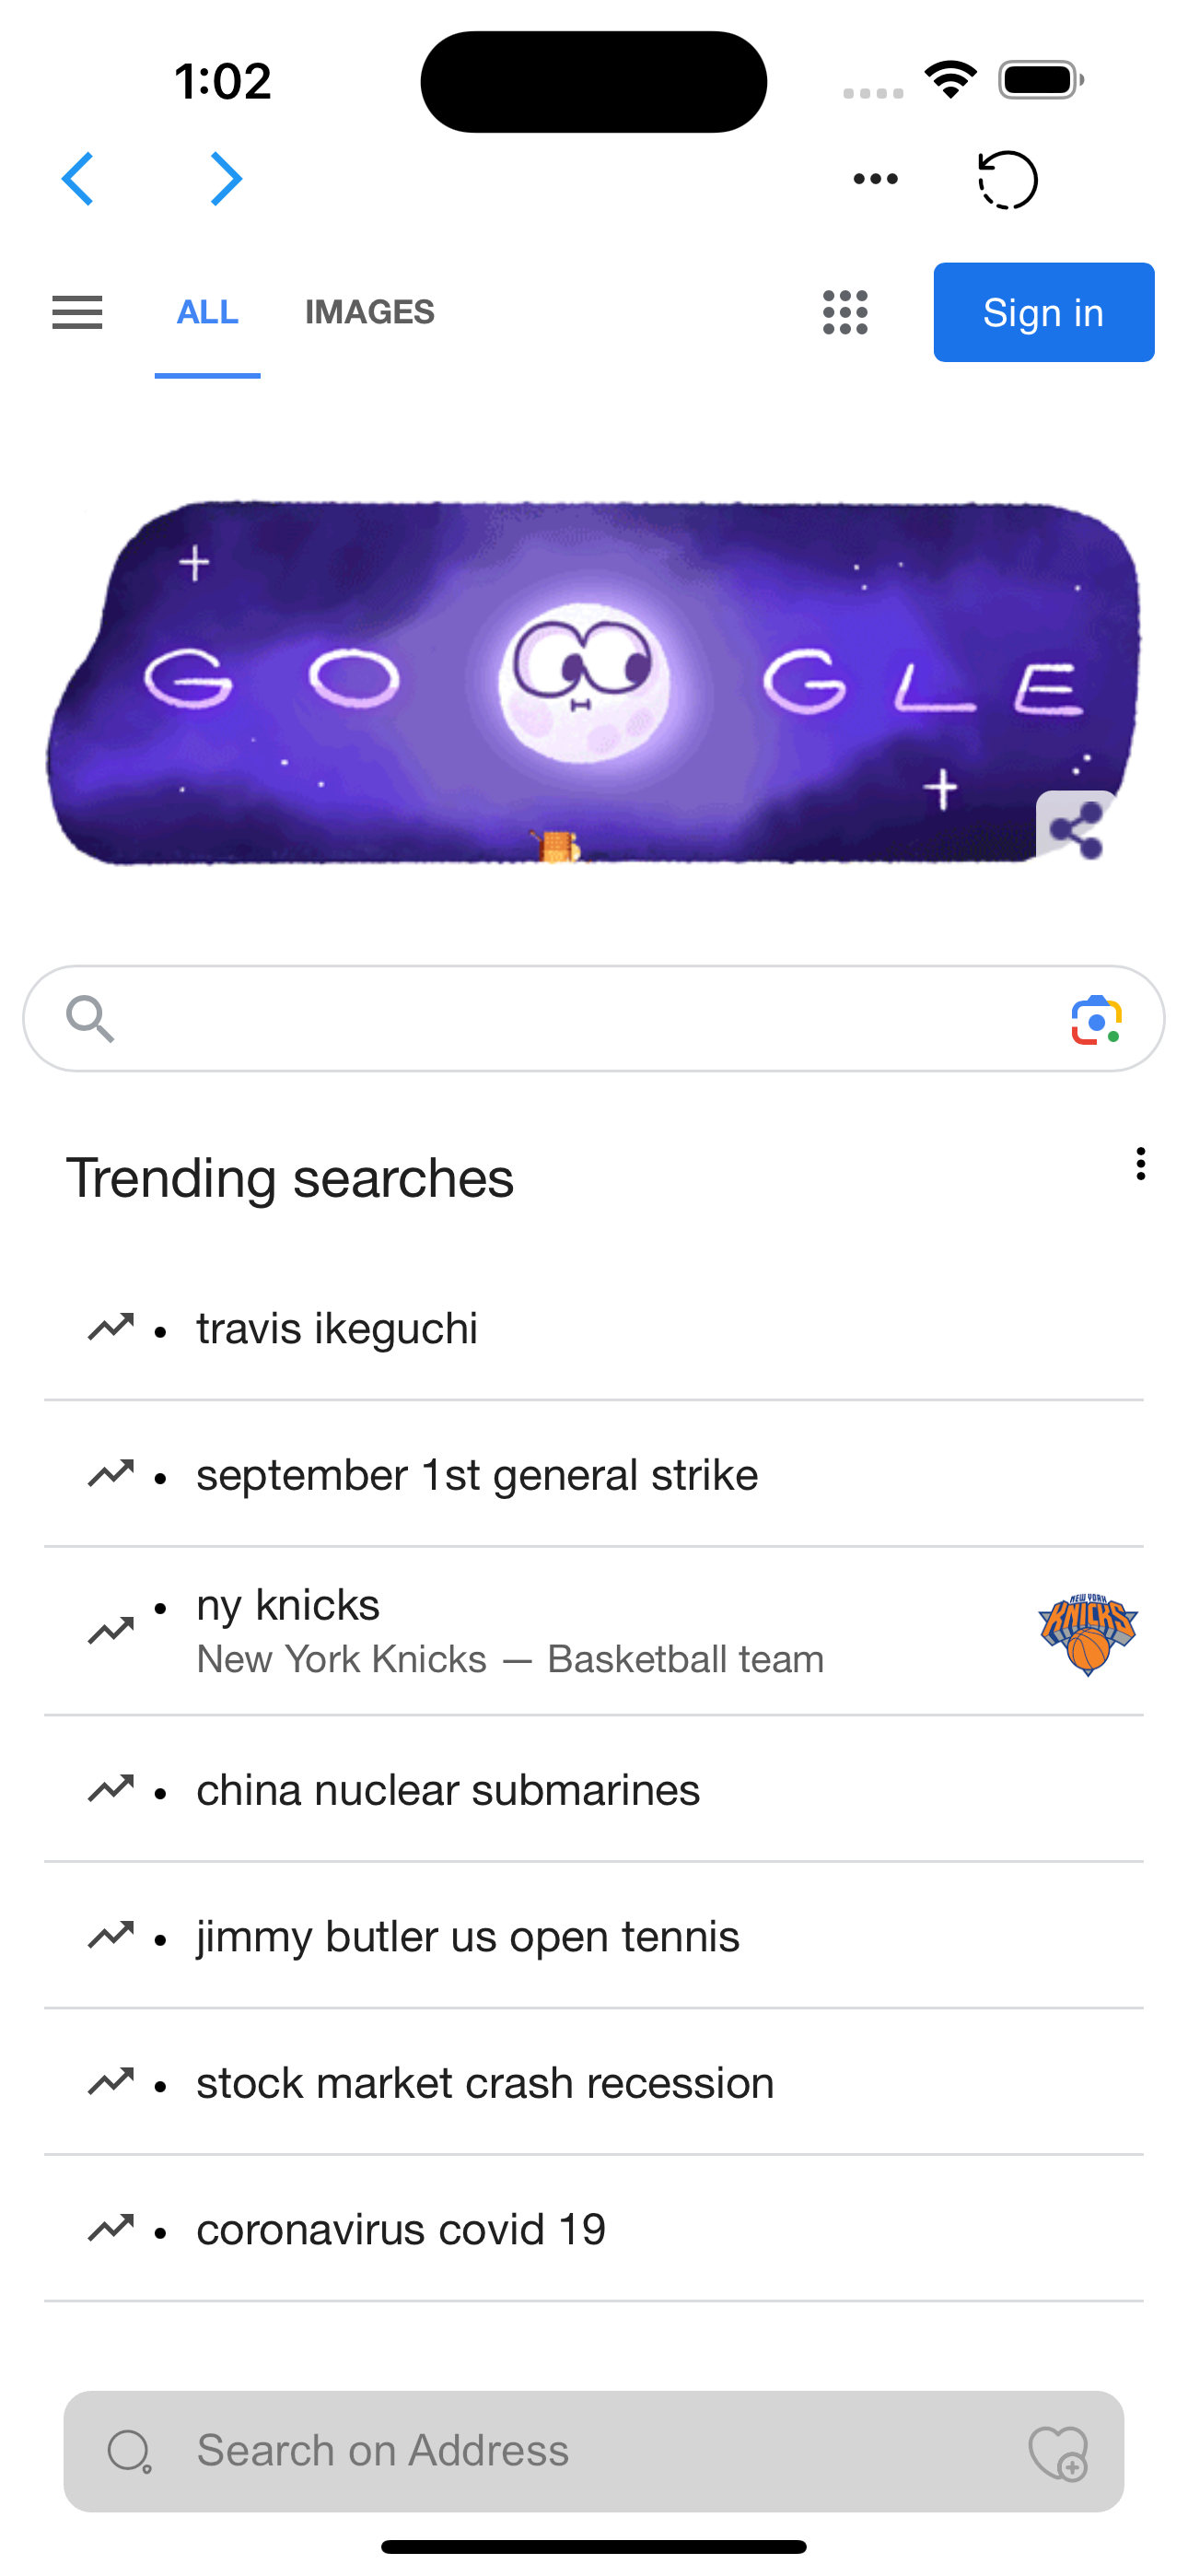 1:02
ALL IMAGES Sign in
G O G L E
Trending searches
• travis ikeguchi
• september 1st general strike
• ny knicks
New York Knicks — Basketball team
NEW YORK
KNICKS
• china nuclear submarines
• jimmy butler us open tennis
• stock market crash recession
• coronavirus covid 19
Search on Address